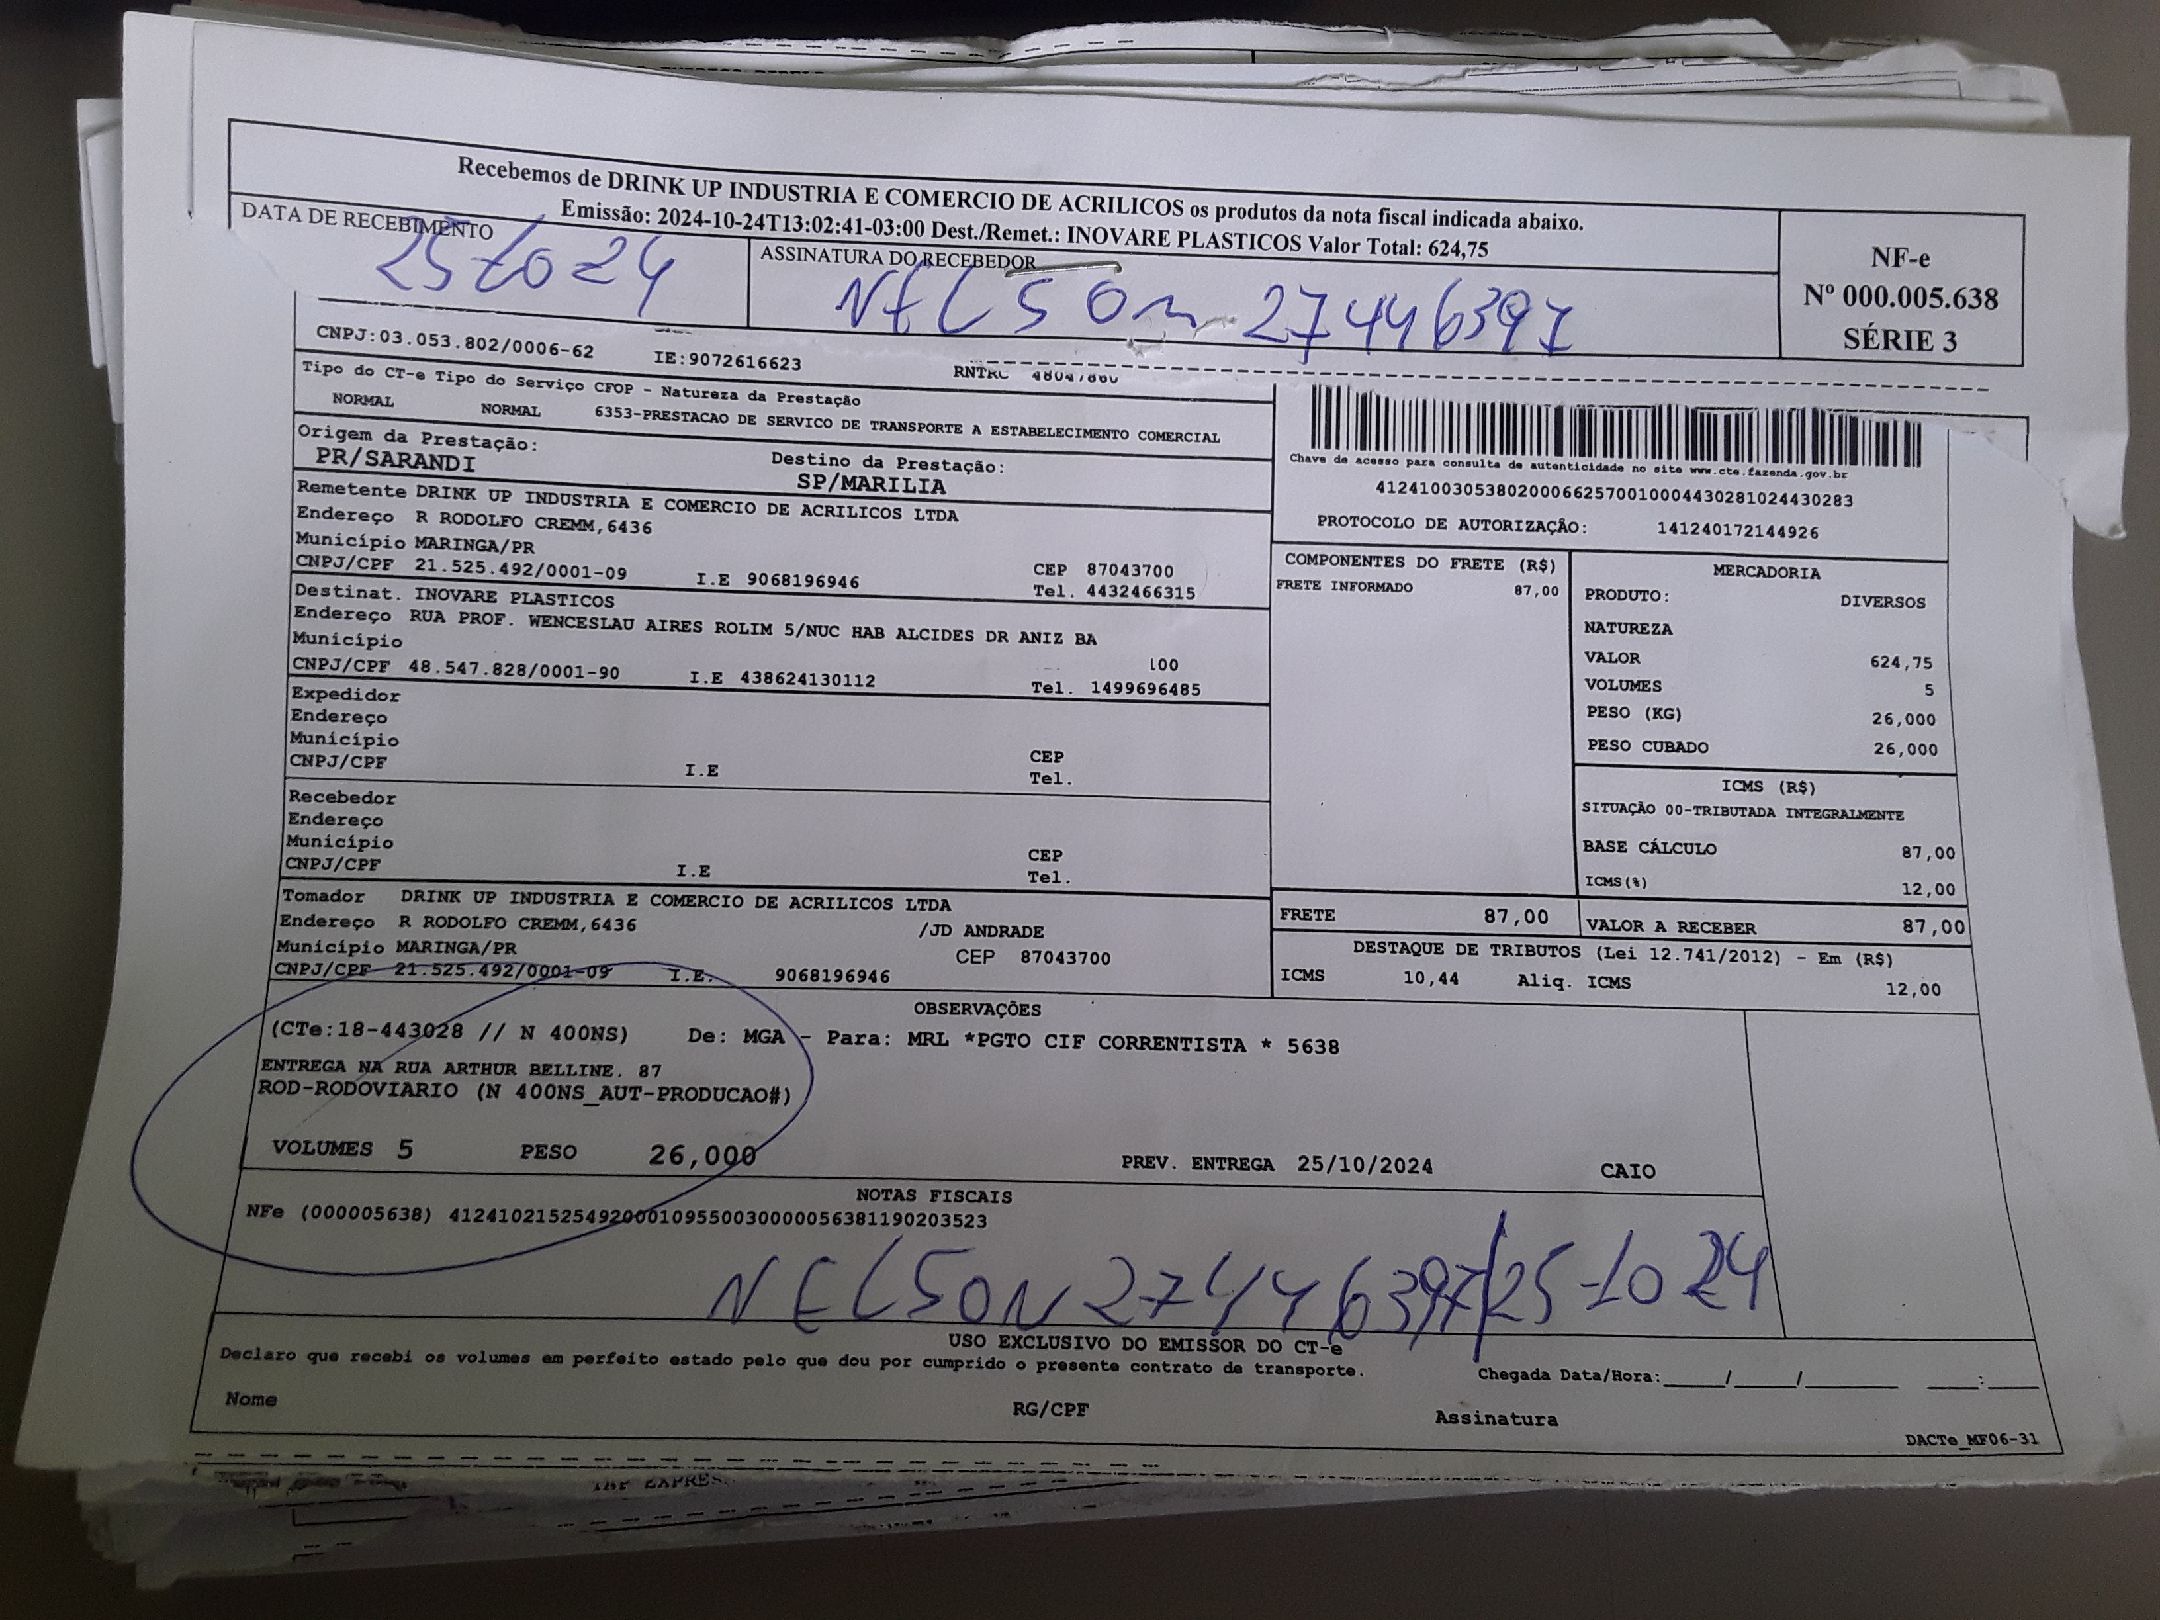 Recebemos de DRINK UP INDUSTRIA E COMERCIO DE ACRILICOS os produtos da nota fiscal indicada abaixo.
Emissão: 2024-10-24T13:02:41-03:00 Dest./Remet.: INOVARE PLASTICOS Valor Total: 624,75
DATA DE RECEBIMENTO
25 10 24
ASSINATURA DO RECEBEDOR
NELSON 274463971
NF-e
Nº 000.005.638
SÉRIE 3
CNPJ:03.053.802/0006-62 IE:9072616623 RNTRC
Tipo do CT-e Tipo do Serviço CFOP - Natureza da Prestação
NORMAL NORMAL 6353-PRESTACAO DE SERVICO DE TRANSPORTE A ESTABELECIMENTO COMERCIAL
Origem da Prestação: Destino da Prestação:
PR/SARANDI SP/MARILIA
Chave de acesso para consulta de autenticidade no site www.cte.fazenda.gov.br
41241003053802000662570010004430281024430283
PROTOCOLO DE AUTORIZAÇÃO: 141240172144926
Remetente DRINK UP INDUSTRIA E COMERCIO DE ACRILICOS LTDA
Endereço R RODOLFO CREMM,6436
Município MARINGA/PR CEP 87043700
CNPJ/CPF 21.525.492/0001-09 I.E 9068196946 Tel. 4432466315
Destinat. INOVARE PLASTICOS
Endereço RUA PROF. WENCESLAU AIRES ROLIM 5/NUC HAB ALCIDES DR ANIZ BA
Município 100
CNPJ/CPF 48.547.828/0001-90 I.E 438624130112 Tel. 1499696485
Expedidor
Endereço
Município CEP
CNPJ/CPF I.E Tel.
Recebedor
Endereço
Município CEP
CNPJ/CPF I.E Tel.
Tomador DRINK UP INDUSTRIA E COMERCIO DE ACRILICOS LTDA
Endereço R RODOLFO CREMM,6436 /JD ANDRADE
Município MARINGA/PR CEP 87043700
CNPJ/CPF 21.525.492/0001-09 I.E. 9068196946
COMPONENTES DO FRETE (R$)
FRETE INFORMADO 87,00
MERCADORIA
PRODUTO: DIVERSOS
NATUREZA
VALOR 624,75
VOLUMES 5
PESO (KG) 26,000
PESO CUBADO 26,000
ICMS (R$)
SITUAÇÃO 00-TRIBUTADA INTEGRALMENTE
BASE CÁLCULO 87,00
ICMS(%) 12,00
FRETE 87,00 VALOR A RECEBER 87,00
DESTAQUE DE TRIBUTOS (Lei 12.741/2012) - Em (R$)
ICMS 10,44 Aliq. ICMS 12,00
OBSERVAÇÕES
(CTe:18-443028 // N 400NS) De: MGA - Para: MRL *PGTO CIF CORRENTISTA * 5638
ENTREGA NA RUA ARTHUR BELLINE. 87
ROD-RODOVIARIO (N 400NS_AUT-PRODUCAO#)
VOLUMES 5 PESO 26,000 PREV. ENTREGA 25/10/2024 CAIO
NOTAS FISCAIS
NFe (000005638) 41241021525492000109550030000056381190203523
NELSON 27446397/25-10 24
USO EXCLUSIVO DO EMISSOR DO CT-e
Declaro que recebi os volumes em perfeito estado pelo que dou por cumprido o presente contrato de transporte.
Chegada Data/Hora:____/____/______ ____:____
Nome RG/CPF Assinatura
DACTe_MF06-31